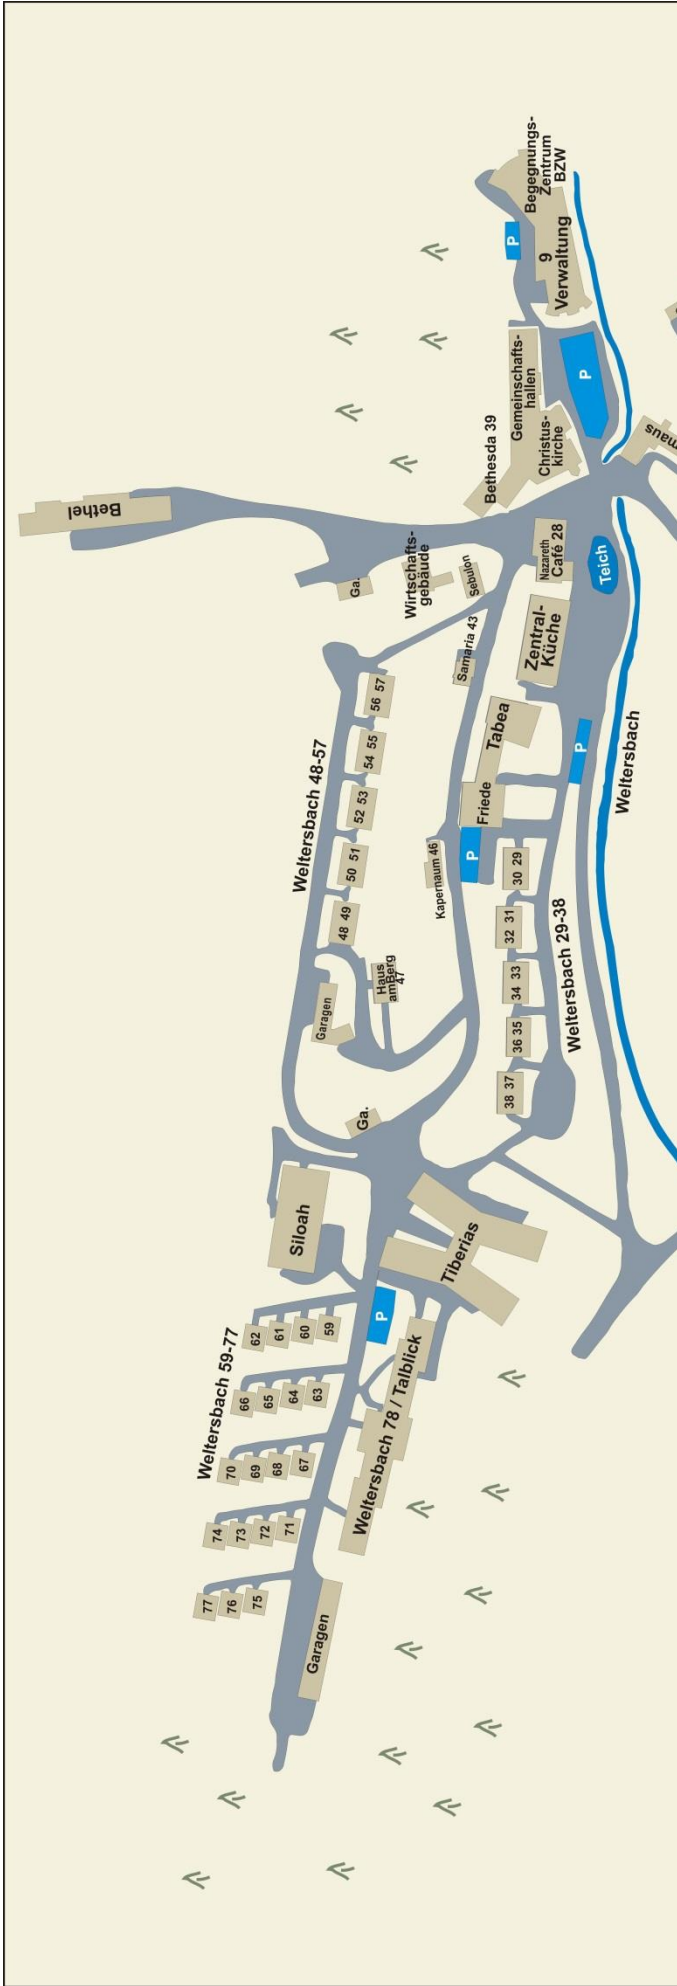 Begegnungs-
Zentrum
BZW
P
9
Verwaltung
P
Gemeinschafts-
hallen
Christus-
kirche
Bethesda 39
Bethel
Nazareth
Café 28
Teich
Wirtschafts-
gebäude
Sebulon
Ga.
Zentral-
Küche
Samaria 43
56 57
54 55
52 53
50 51
48 49
Weltersbach 48-57
Tabea
Friede
P
P
Weltersbach
Kapernaum 46
30 29
32 31
34 33
36 35
38 37
Weltersbach 29-38
Haus
amBerg
47
Garagen
Ga.
Siloah
Tiberias
P
Weltersbach 78 / Talblick
Weltersbach 59-77
62
61
60
59
66
65
64
63
70
69
68
67
74
73
72
71
77
76
75
Garagen